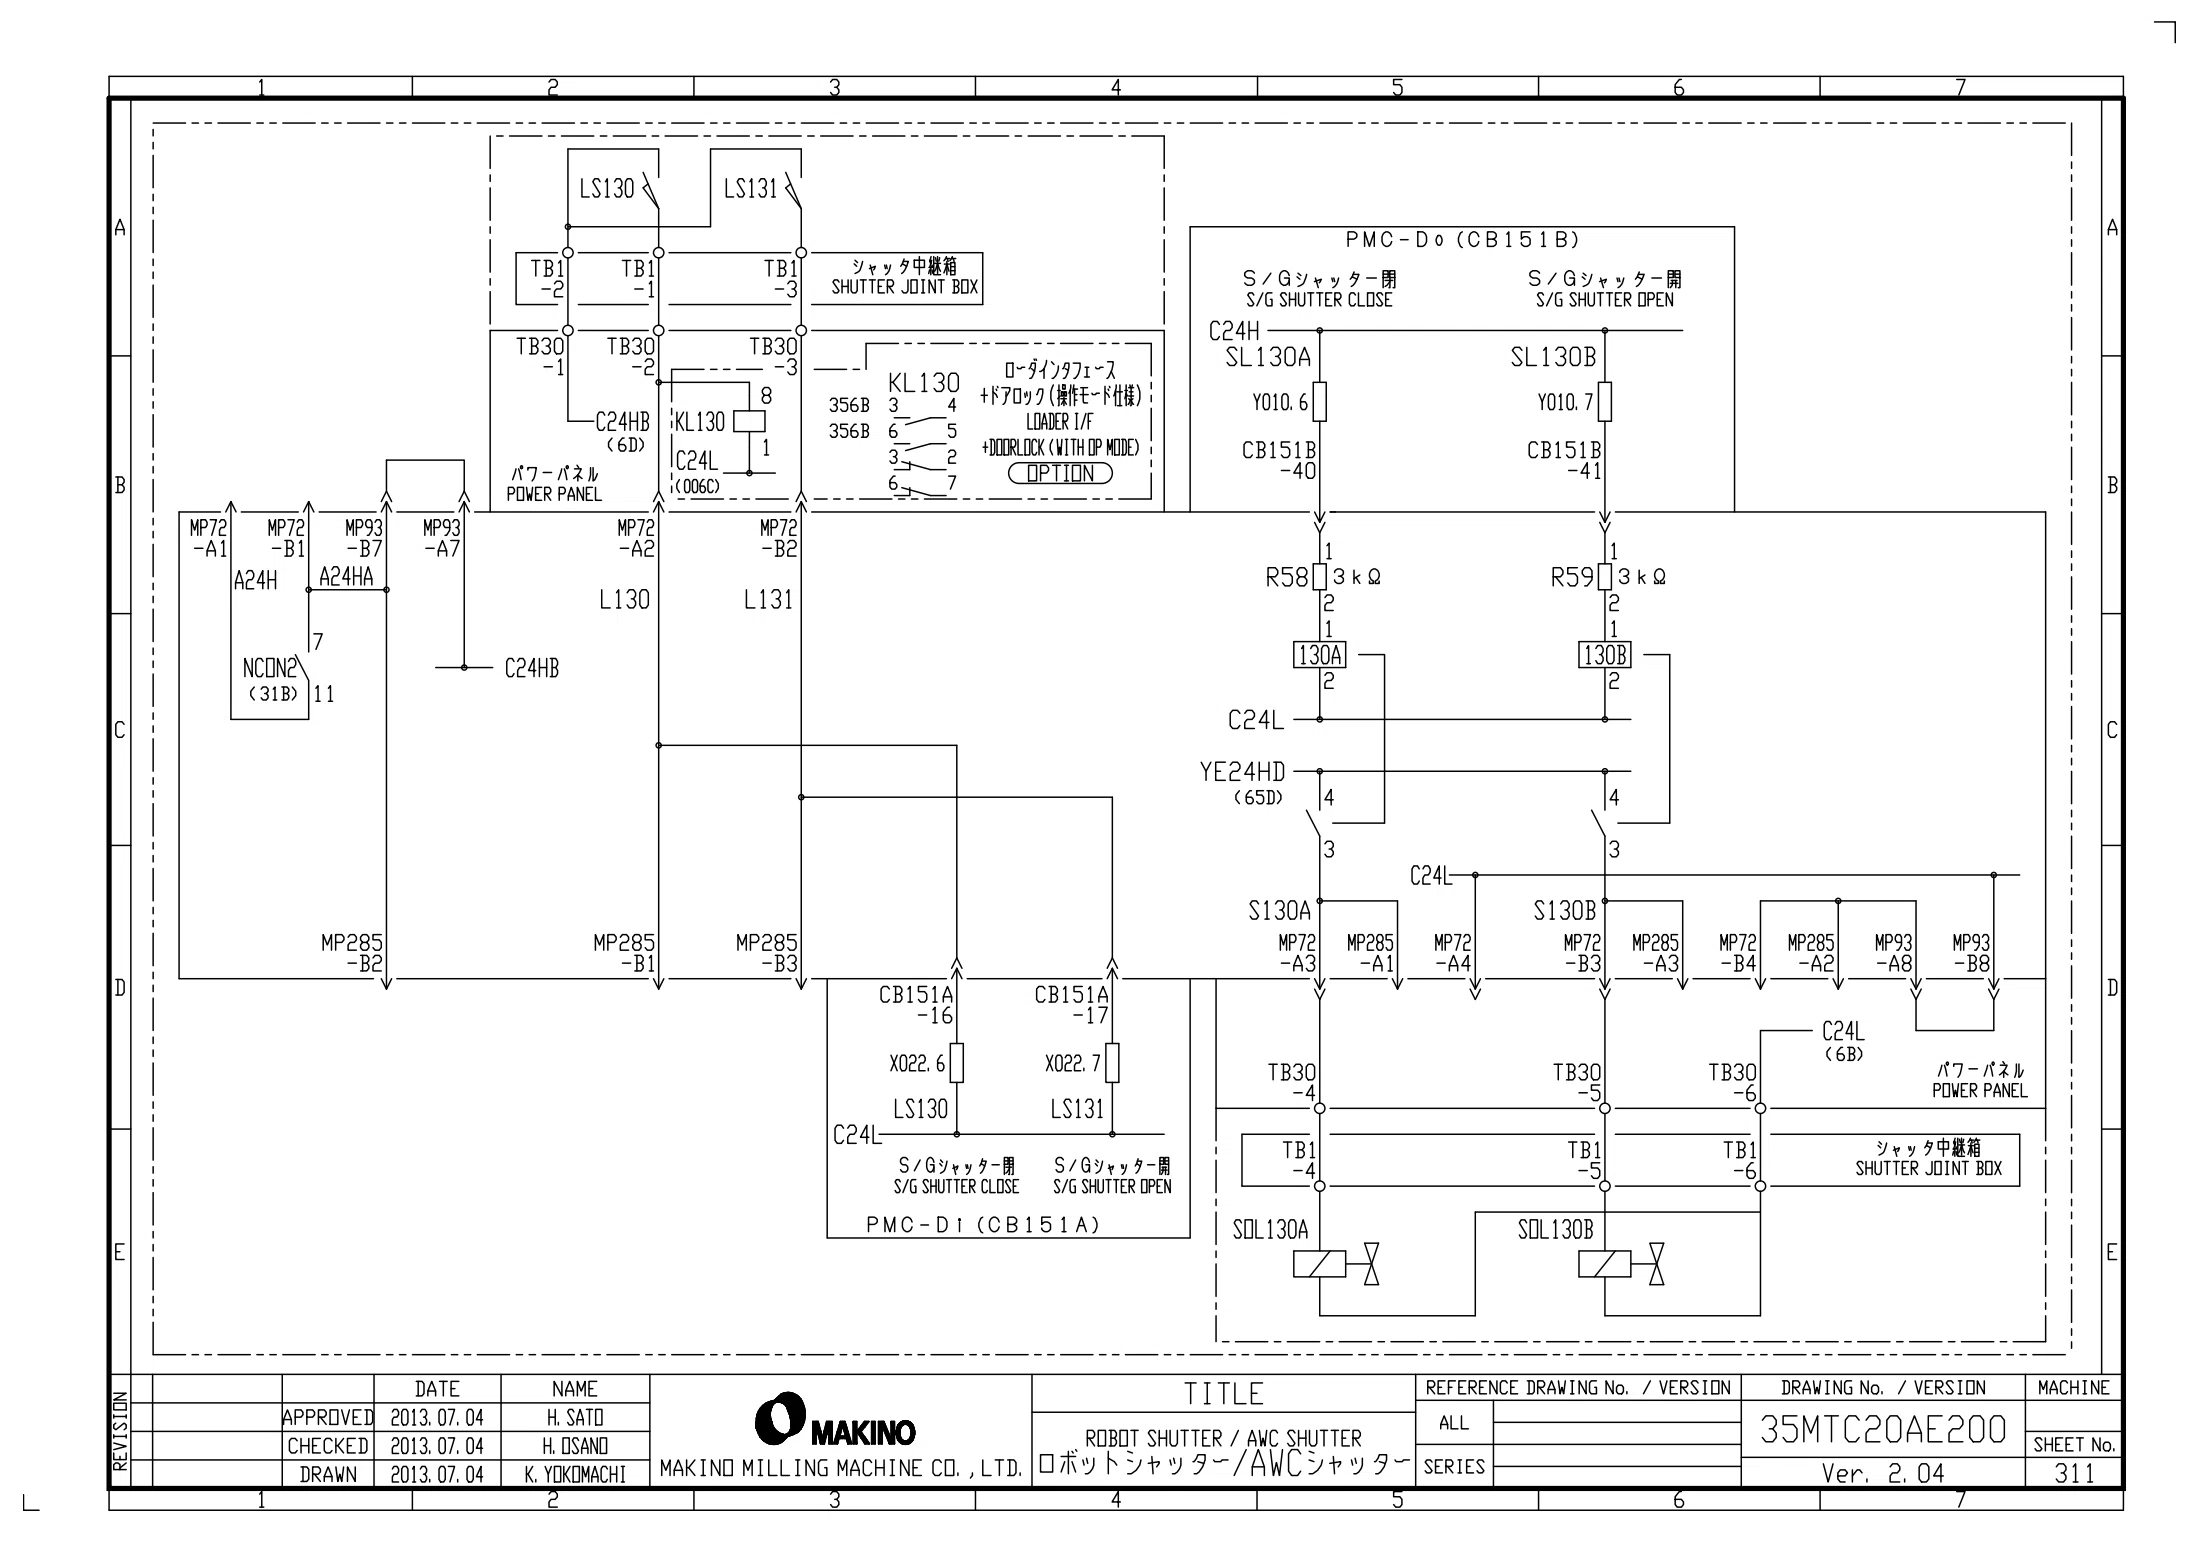 1 2 3 4 5 6 7
A
B
C
D
E
LS130
LS131
TB1
-2
TB1
-1
TB1
-3
シャッタ中継箱
SHUTTER JOINT BOX
TB30
-1
TB30
-2
TB30
-3
C24HB
(6D)
KL130
8
1
C24L
(006C)
パワーパネル
POWER PANEL
KL130
356B 3 4
356B 6 5
3 2
6 7
ローダインタフェース
+ドアロック(操作モード仕様)
LOADER I/F
+DOORLOCK(WITH OP MODE)
OPTION
PMC-Do(CB151B)
S/Gシャッター閉
S/G SHUTTER CLOSE
S/Gシャッター開
S/G SHUTTER OPEN
C24H
SL130A
SL130B
Y010.6
Y010.7
CB151B
-40
CB151B
-41
MP72
-A1
MP72
-B1
MP93
-B7
MP93
-A7
MP72
-A2
MP72
-B2
A24H
A24HA
L130
L131
7
NCON2
(31B)
11
C24HB
1
R58
3kΩ
2
1
R59
3kΩ
2
1
130A
2
1
130B
2
C24L
YE24HD
(65D)
4
3
4
3
C24L
S130A
S130B
MP285
-B2
MP285
-B1
MP285
-B3
MP72
-A3
MP285
-A1
MP72
-A4
MP72
-B3
MP285
-A3
MP72
-B4
MP285
-A2
MP93
-A8
MP93
-B8
CB151A
-16
CB151A
-17
X022.6
X022.7
LS130
LS131
C24L
S/Gシャッター閉
S/G SHUTTER CLOSE
S/Gシャッター開
S/G SHUTTER OPEN
PMC-Di(CB151A)
C24L
(6B)
パワーパネル
POWER PANEL
TB30
-4
TB30
-5
TB30
-6
TB1
-4
TB1
-5
TB1
-6
シャッタ中継箱
SHUTTER JOINT BOX
SOL130A
SOL130B
A
B
C
D
E
REVISION
DATE NAME
APPROVED 2013.07.04 H. SATO
CHECKED 2013.07.04 H. OSANO
DRAWN 2013.07.04 K. YOKOMACHI
MAKINO
MAKINO MILLING MACHINE CO.,LTD.
TITLE
ROBOT SHUTTER / AWC SHUTTER
ロボットシャッター/AWCシャッター
REFERENCE DRAWING No. / VERSION
ALL
SERIES
DRAWING No. / VERSION
35MTC20AE200
Ver. 2.04
MACHINE
SHEET No.
311
1 2 3 4 5 6 7